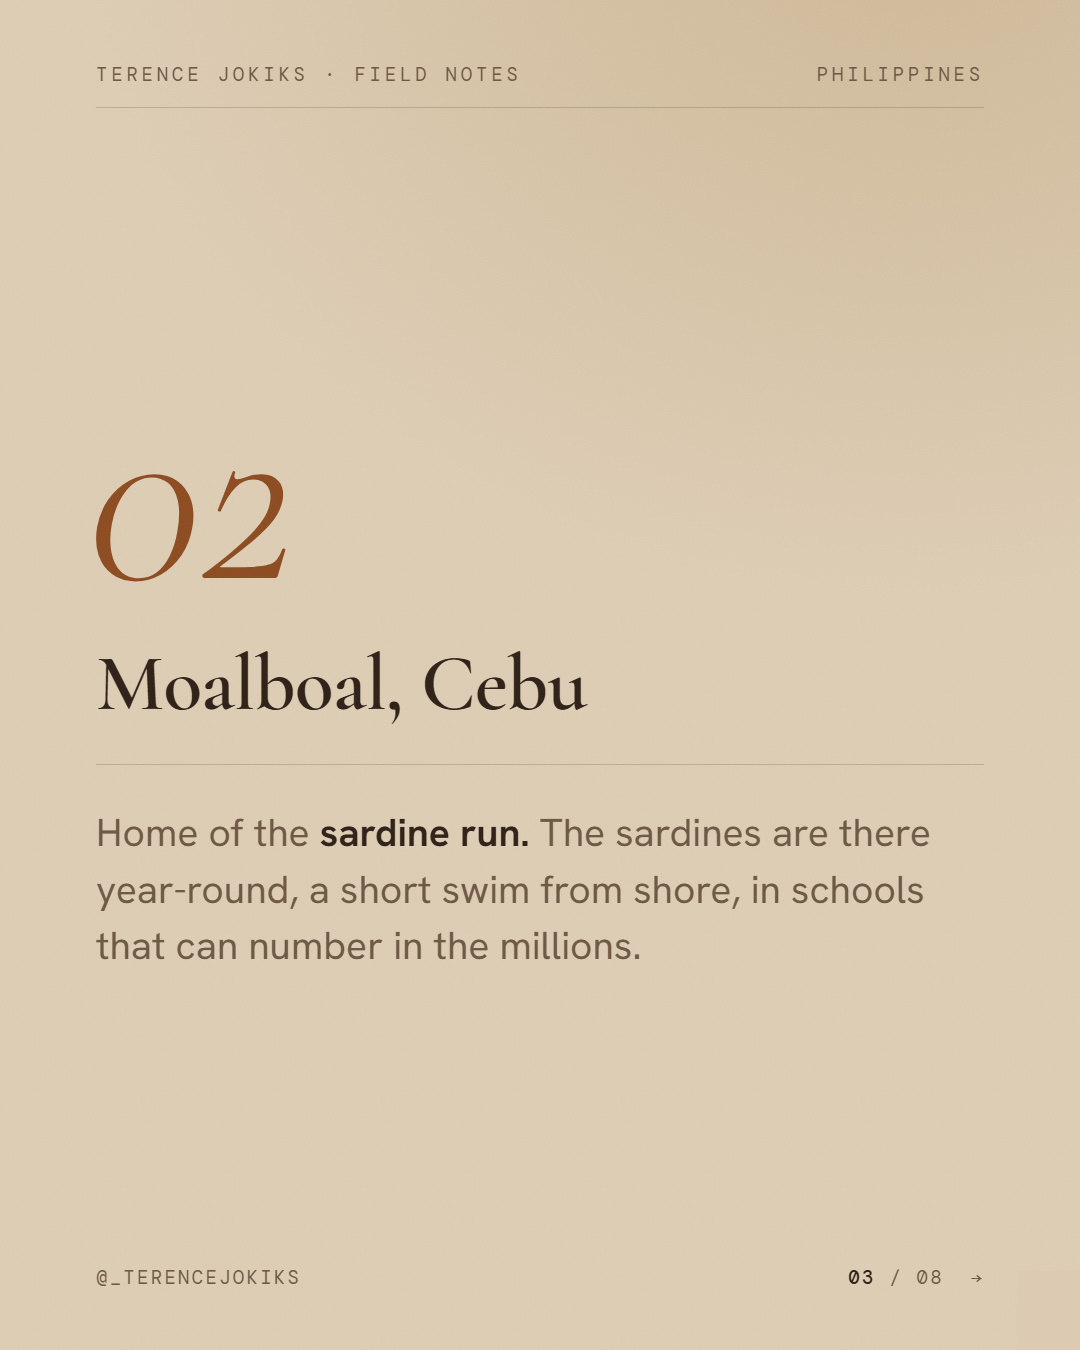 TERENCE JOKIKS · FIELD NOTES
PHILIPPINES
02
Moalboal, Cebu
Home of the sardine run. The sardines are there
year-round, a short swim from shore, in schools
that can number in the millions.
@_TERENCEJOKIKS
03 / 08 →